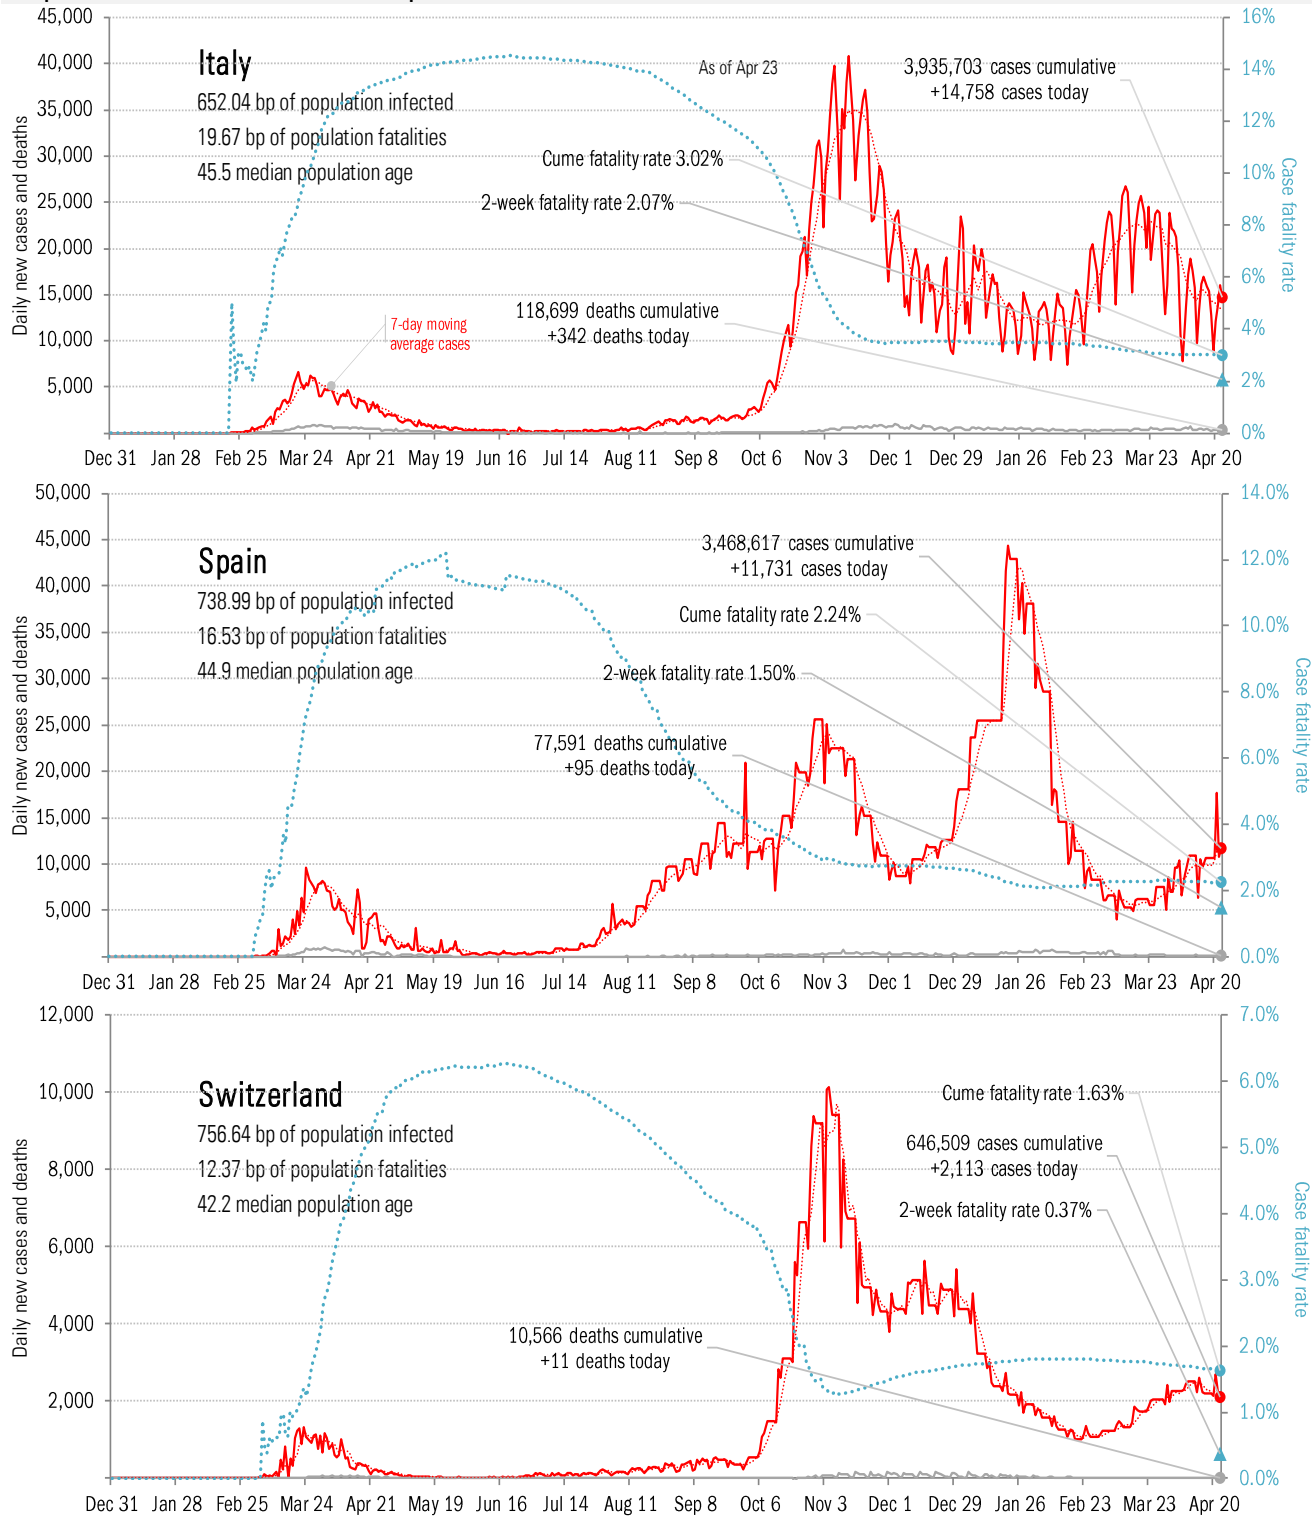 45,000
40,000
35,000
30,000
25,000
20,000
15,000
10,000
5,000
Daily new cases and deaths
16%
14%
12%
10%
8%
6%
4%
2%
0%
Case fatality rate
Italy
652.04 bp of population infected
19.67 bp of population fatalities
45.5 median population age
As of Apr 23
3,935,703 cases cumulative
+14,758 cases today
Cume fatality rate 3.02%
2-week fatality rate 2.07%
118,699 deaths cumulative
+342 deaths today
7-day moving
average cases
Dec 31 Jan 28 Feb 25 Mar 24 Apr 21 May 19 Jun 16 Jul 14 Aug 11 Sep 8 Oct 6 Nov 3 Dec 1 Dec 29 Jan 26 Feb 23 Mar 23 Apr 20
50,000
45,000
40,000
35,000
30,000
25,000
20,000
15,000
10,000
5,000
Daily new cases and deaths
14.0%
12.0%
10.0%
8.0%
6.0%
4.0%
2.0%
0.0%
Case fatality rate
Spain
738.99 bp of population infected
16.53 bp of population fatalities
44.9 median population age
3,468,617 cases cumulative
+11,731 cases today
Cume fatality rate 2.24%
2-week fatality rate 1.50%
77,591 deaths cumulative
+95 deaths today
Dec 31 Jan 28 Feb 25 Mar 24 Apr 21 May 19 Jun 16 Jul 14 Aug 11 Sep 8 Oct 6 Nov 3 Dec 1 Dec 29 Jan 26 Feb 23 Mar 23 Apr 20
12,000
10,000
8,000
6,000
4,000
2,000
Daily new cases and deaths
7.0%
6.0%
5.0%
4.0%
3.0%
2.0%
1.0%
0.0%
Case fatality rate
Switzerland
756.64 bp of population infected
12.37 bp of population fatalities
42.2 median population age
Cume fatality rate 1.63%
646,509 cases cumulative
+2,113 cases today
2-week fatality rate 0.37%
10,566 deaths cumulative
+11 deaths today
Dec 31 Jan 28 Feb 25 Mar 24 Apr 21 May 19 Jun 16 Jul 14 Aug 11 Sep 8 Oct 6 Nov 3 Dec 1 Dec 29 Jan 26 Feb 23 Mar 23 Apr 20